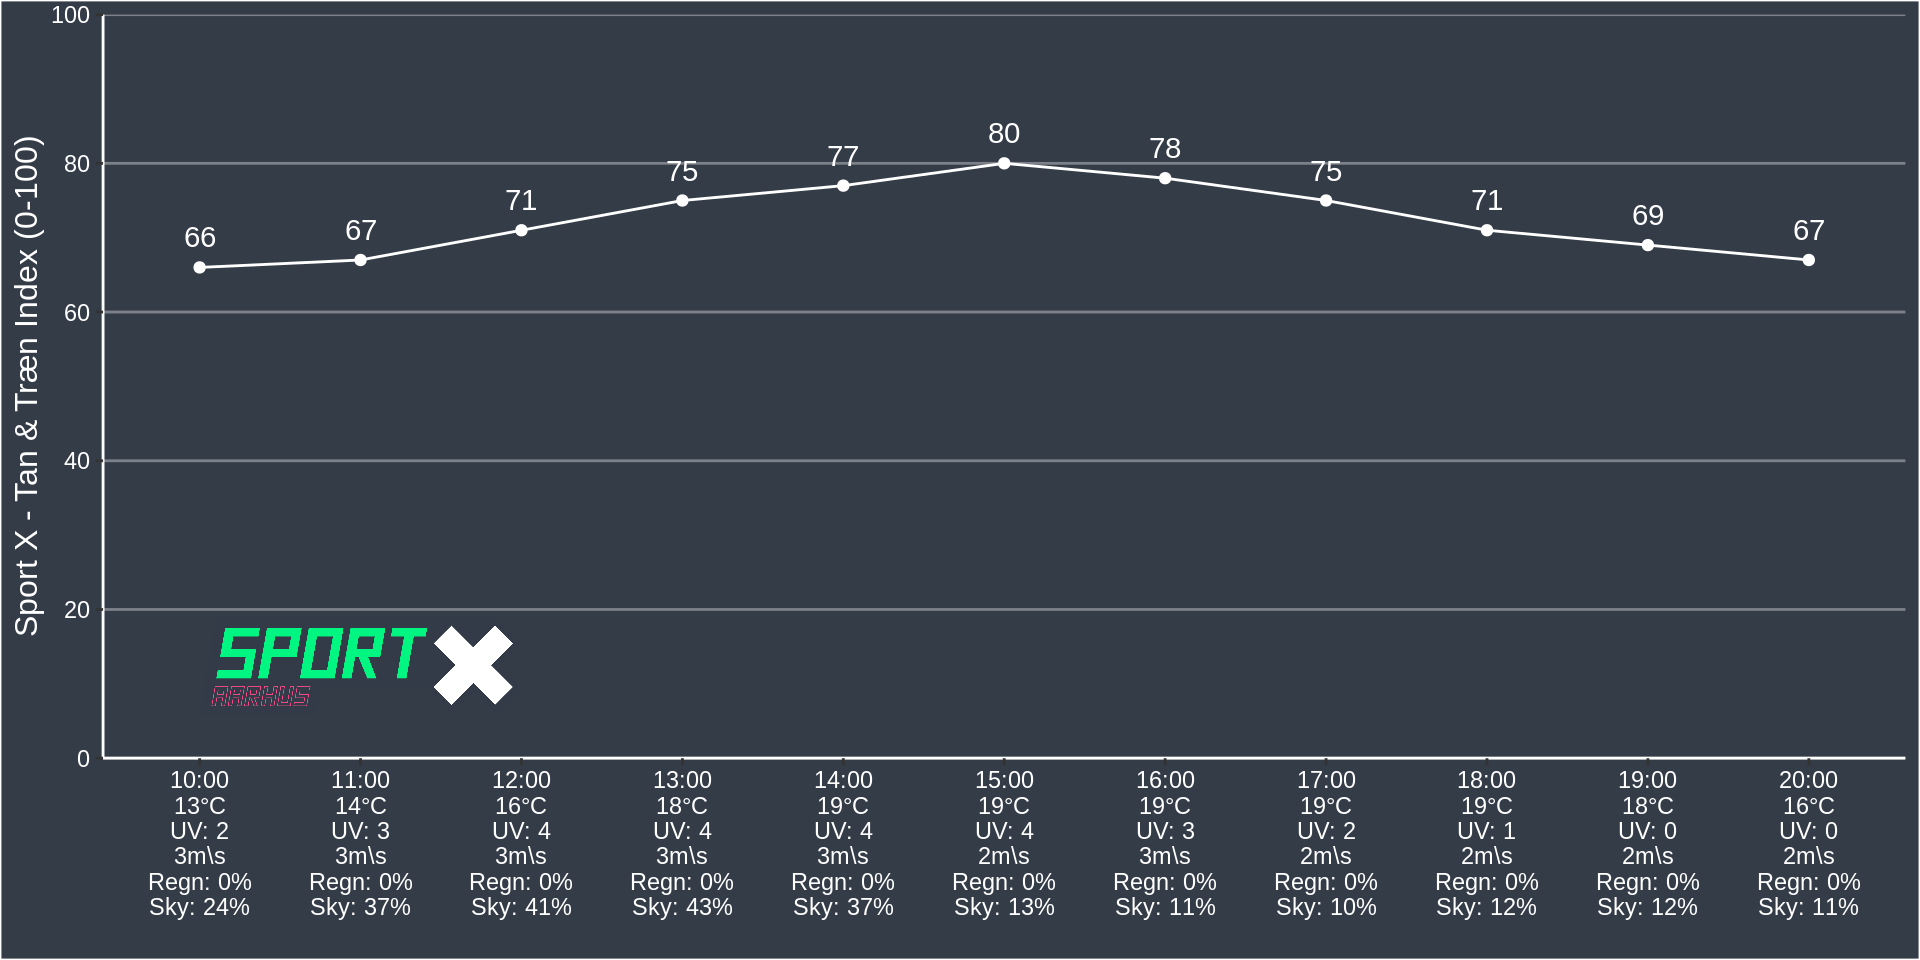 Sport X - Tan & Træn Index (0-100)
100
80
60
40
20
0
66
67
71
75
77
80
78
75
71
69
67
SPORT X
AARHUS
10:00 11:00 12:00 13:00 14:00 15:00 16:00 17:00 18:00 19:00 20:00
13°C 14°C 16°C 18°C 19°C 19°C 19°C 19°C 19°C 18°C 16°C
UV: 2 UV: 3 UV: 4 UV: 4 UV: 4 UV: 4 UV: 3 UV: 2 UV: 1 UV: 0 UV: 0
3m\s 3m\s 3m\s 3m\s 3m\s 2m\s 3m\s 2m\s 2m\s 2m\s 2m\s
Regn: 0% Regn: 0% Regn: 0% Regn: 0% Regn: 0% Regn: 0% Regn: 0% Regn: 0% Regn: 0% Regn: 0% Regn: 0%
Sky: 24% Sky: 37% Sky: 41% Sky: 43% Sky: 37% Sky: 13% Sky: 11% Sky: 10% Sky: 12% Sky: 12% Sky: 11%